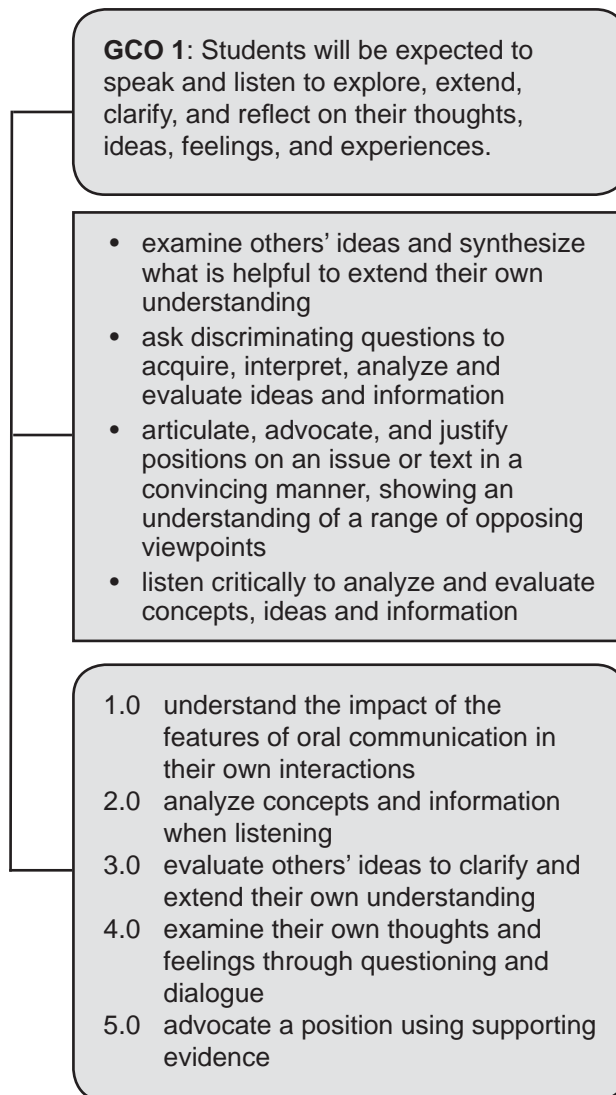 GCO 1: Students will be expected to
speak and listen to explore, extend,
clarify, and reflect on their thoughts,
ideas, feelings, and experiences.
• examine others’ ideas and synthesize
what is helpful to extend their own
understanding
• ask discriminating questions to
acquire, interpret, analyze and
evaluate ideas and information
• articulate, advocate, and justify
positions on an issue or text in a
convincing manner, showing an
understanding of a range of opposing
viewpoints
• listen critically to analyze and evaluate
concepts, ideas and information
1.0 understand the impact of the
features of oral communication in
their own interactions
2.0 analyze concepts and information
when listening
3.0 evaluate others’ ideas to clarify and
extend their own understanding
4.0 examine their own thoughts and
feelings through questioning and
dialogue
5.0 advocate a position using supporting
evidence